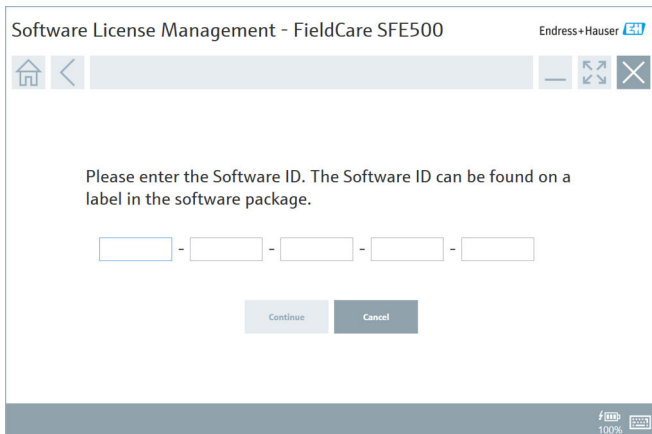 Software License Management - FieldCare SFE500
Endress+Hauser EH
Please enter the Software ID. The Software ID can be found on a
label in the software package.
- - - -
Continue Cancel
100%